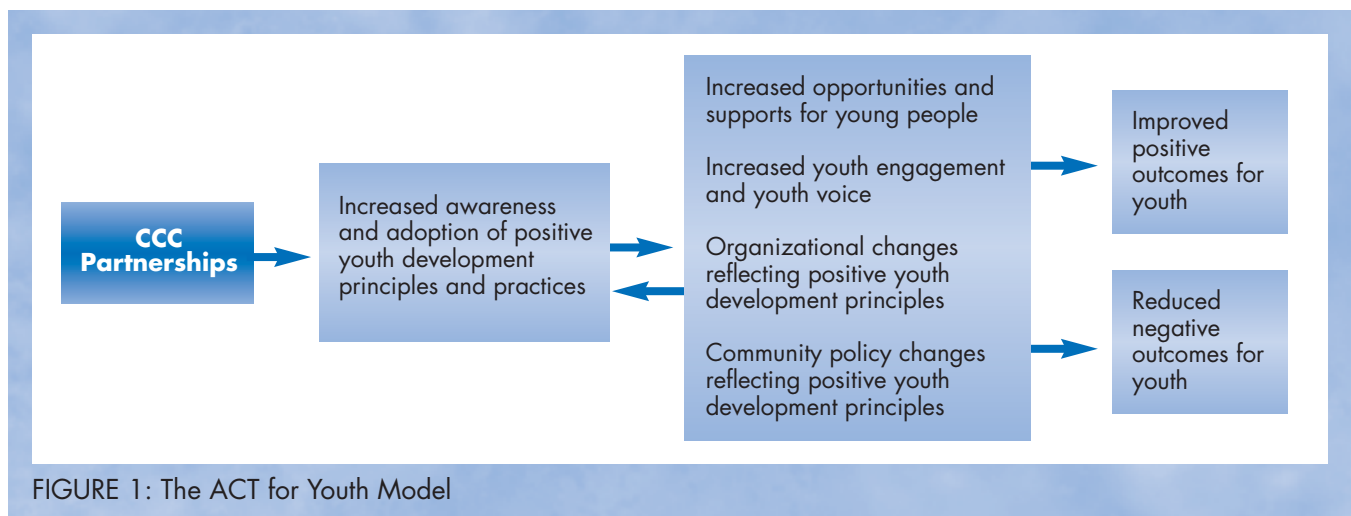 CCC
Partnerships
Increased awareness
and adoption of positive
youth development
principles and practices
Increased opportunities and
supports for young people
Increased youth engagement
and youth voice
Organizational changes
reflecting positive youth
development principles
Community policy changes
reflecting positive youth
development principles
Improved
positive
outcomes for
youth
Reduced
negative
outcomes for
youth
FIGURE 1: The ACT for Youth Model